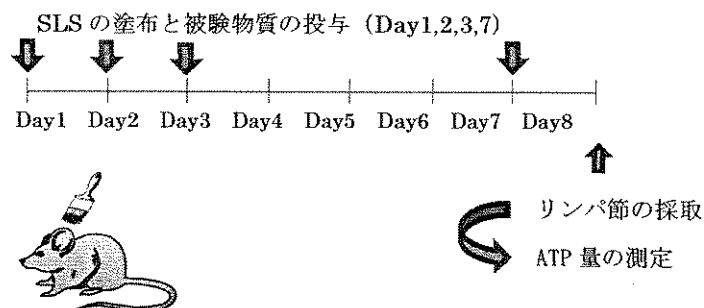 SLS の塗布と被験物質の投与 (Day1,2,3,7)
Day1 Day2 Day3 Day4 Day5 Day6 Day7 Day8
リンパ節の採取
ATP 量の測定